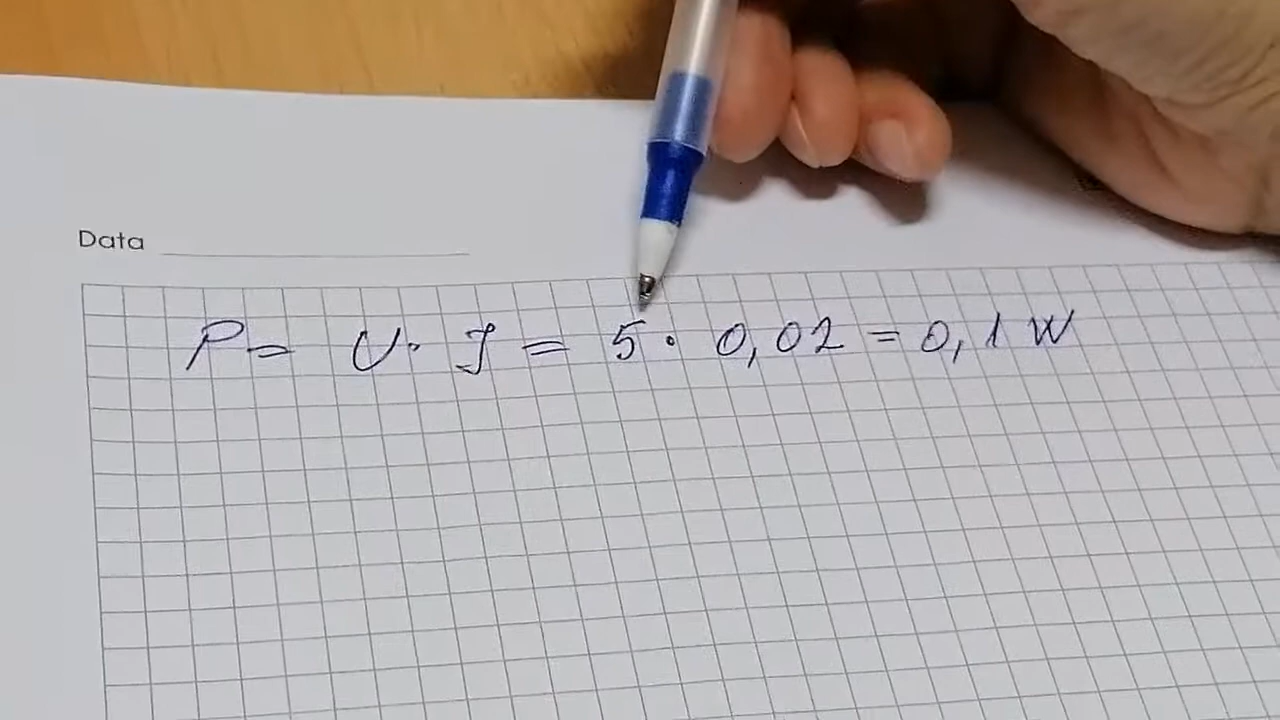 Data
P = U · I = 5 · 0,02 = 0,1 W